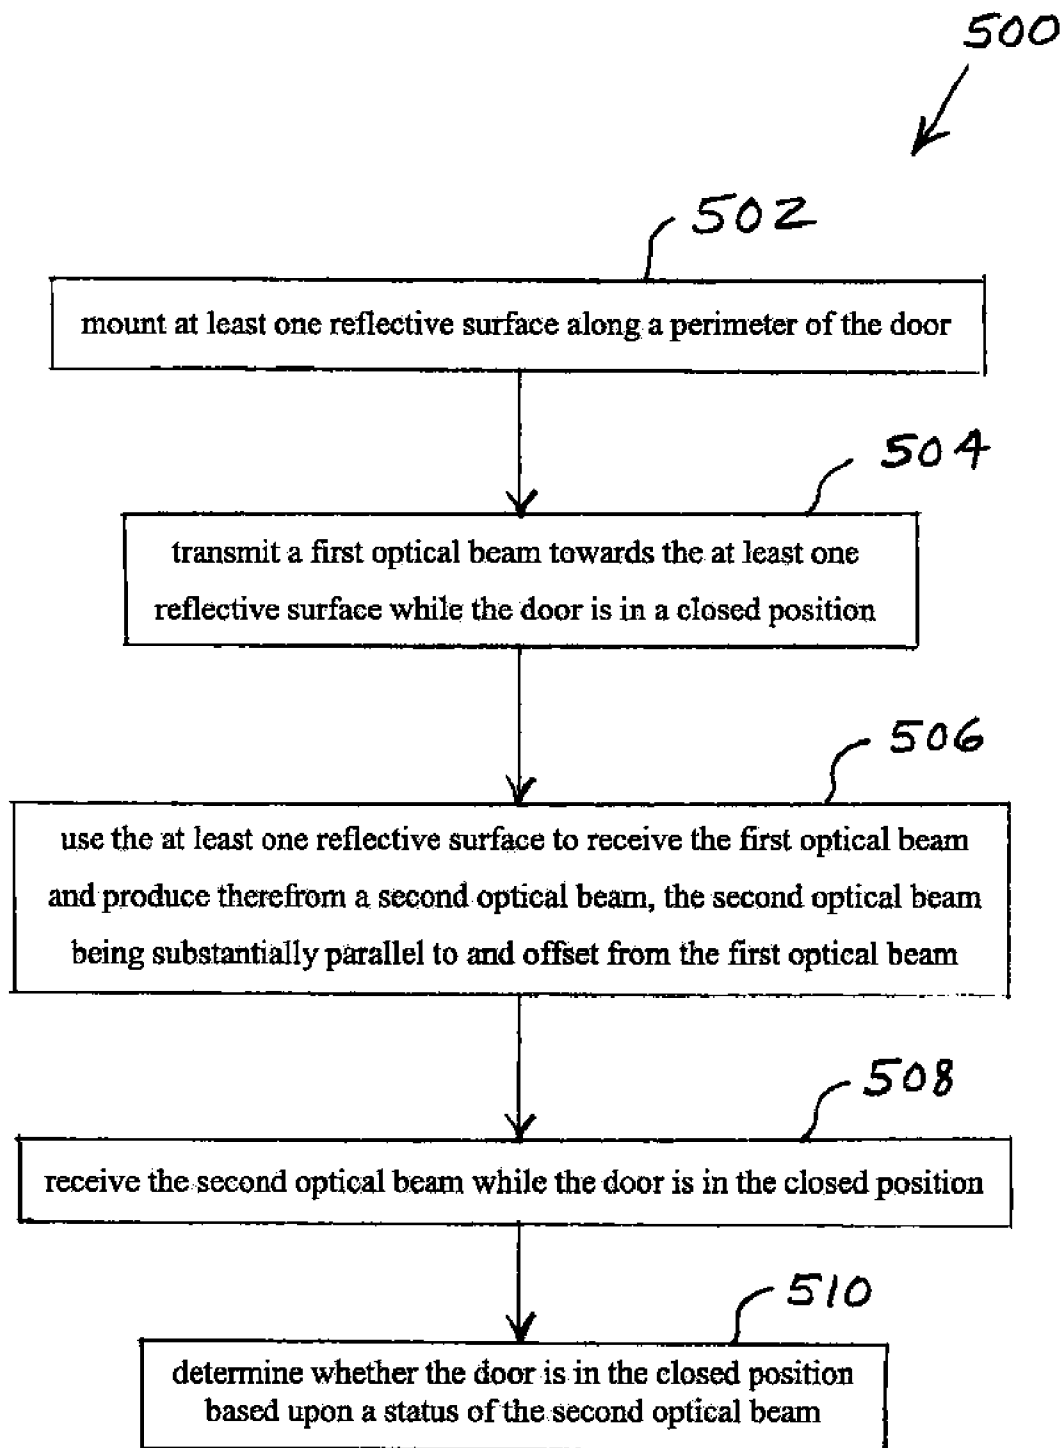 500
502
mount at least one reflective surface along a perimeter of the door
504
transmit a first optical beam towards the at least one
reflective surface while the door is in a closed position
506
use the at least one reflective surface to receive the first optical beam
and produce therefrom a second optical beam, the second optical beam
being substantially parallel to and offset from the first optical beam
508
receive the second optical beam while the door is in the closed position
510
determine whether the door is in the closed position
based upon a status of the second optical beam